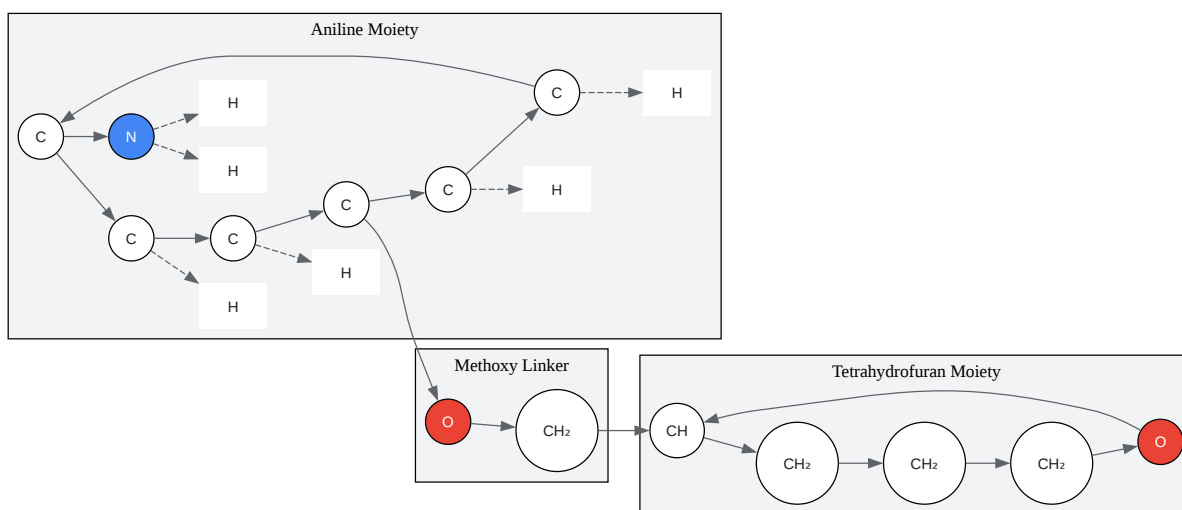 Aniline Moiety
C
H
H
C
N
H
H
C
C
C
C
H
H
Methoxy Linker
O
CH₂
Tetrahydrofuran Moiety
CH
CH₂
CH₂
CH₂
O